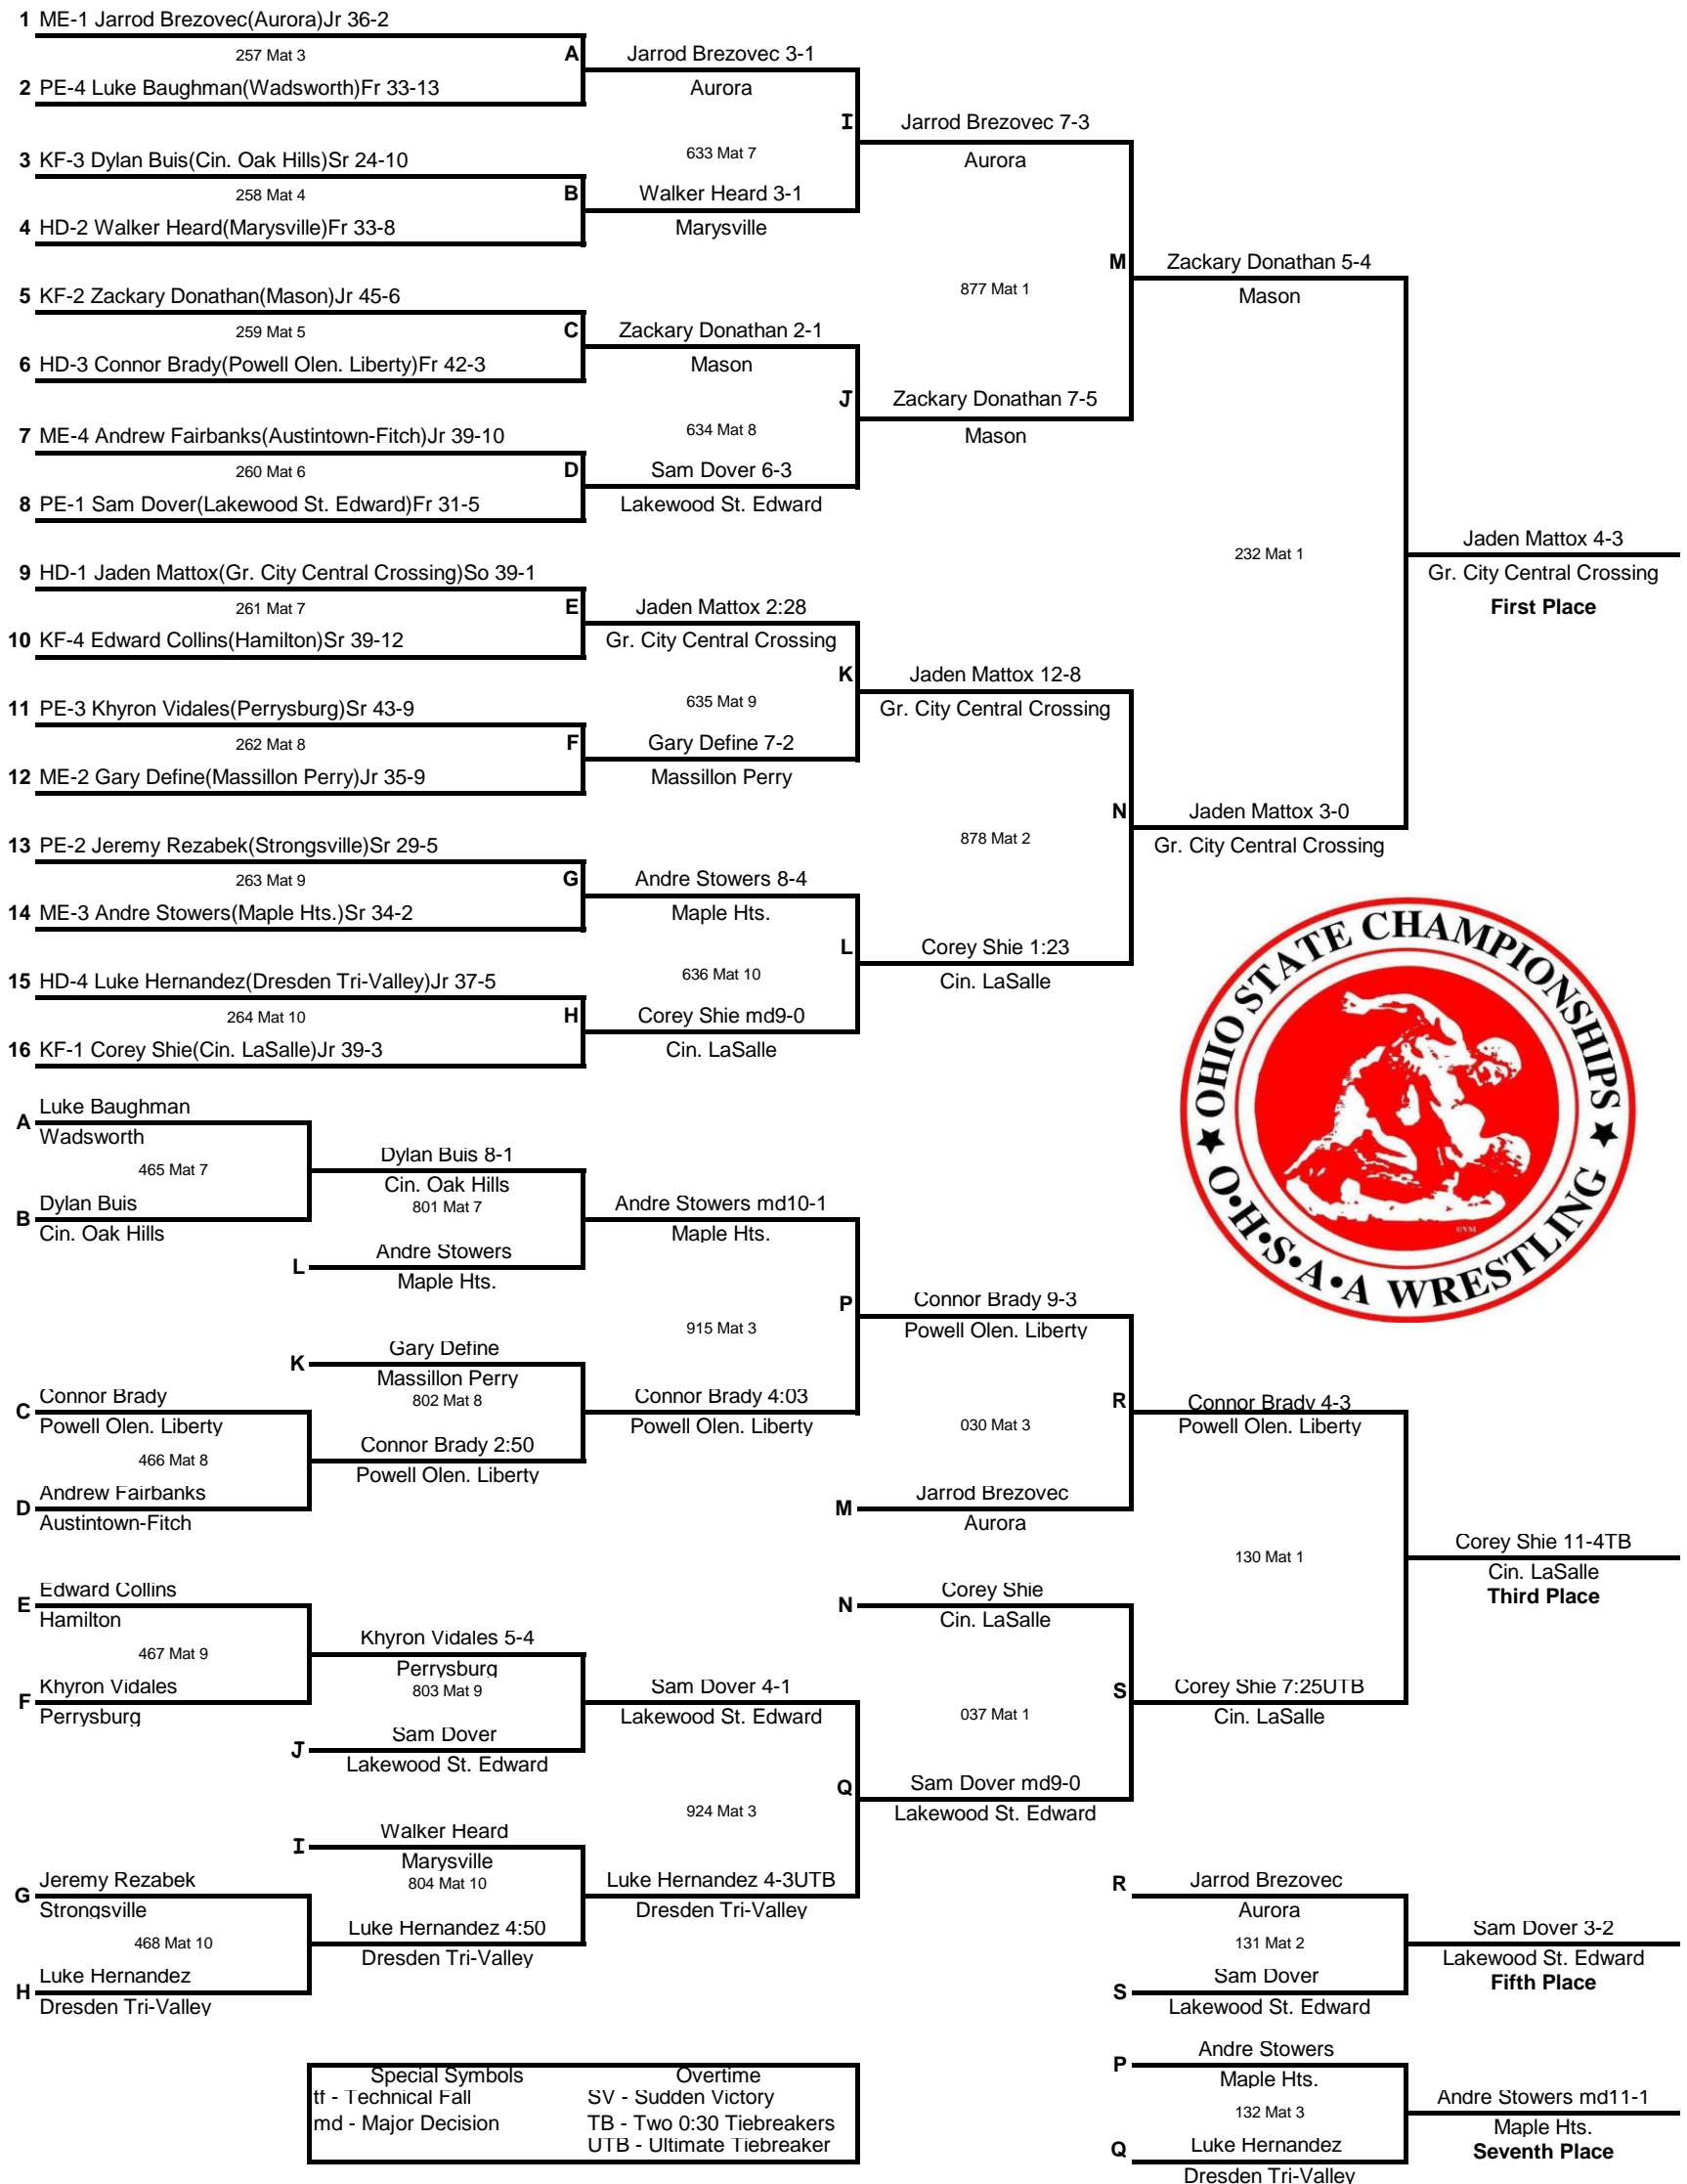 1 ME-1 Jarrod Brezovec(Aurora)Jr 36-2
257 Mat 3
A
2 PE-4 Luke Baughman(Wadsworth)Fr 33-13
Jarrod Brezovec 3-1
Aurora
3 KF-3 Dylan Buis(Cin. Oak Hills)Sr 24-10
258 Mat 4
B
4 HD-2 Walker Heard(Marysville)Fr 33-8
633 Mat 7
I
Walker Heard 3-1
Marysville
Jarrod Brezovec 7-3
Aurora
5 KF-2 Zackary Donathan(Mason)Jr 45-6
259 Mat 5
C
6 HD-3 Connor Brady(Powell Olen. Liberty)Fr 42-3
Zackary Donathan 2-1
Mason
877 Mat 1
M
Zackary Donathan 5-4
Mason
7 ME-4 Andrew Fairbanks(Austintown-Fitch)Jr 39-10
260 Mat 6
D
8 PE-1 Sam Dover(Lakewood St. Edward)Fr 31-5
634 Mat 8
J
Sam Dover 6-3
Lakewood St. Edward
Zackary Donathan 7-5
Mason
9 HD-1 Jaden Mattox(Gr. City Central Crossing)So 39-1
261 Mat 7
E
10 KF-4 Edward Collins(Hamilton)Sr 39-12
Jaden Mattox 2:28
Gr. City Central Crossing
232 Mat 1
Jaden Mattox 4-3
Gr. City Central Crossing
First Place
11 PE-3 Khyron Vidales(Perrysburg)Sr 43-9
262 Mat 8
F
12 ME-2 Gary Define(Massillon Perry)Jr 35-9
635 Mat 9
K
Gary Define 7-2
Massillon Perry
Jaden Mattox 12-8
Gr. City Central Crossing
13 PE-2 Jeremy Rezabek(Strongsville)Sr 29-5
263 Mat 9
G
14 ME-3 Andre Stowers(Maple Hts.)Sr 34-2
Andre Stowers 8-4
Maple Hts.
878 Mat 2
N
Jaden Mattox 3-0
Gr. City Central Crossing
15 HD-4 Luke Hernandez(Dresden Tri-Valley)Jr 37-5
264 Mat 10
H
16 KF-1 Corey Shie(Cin. LaSalle)Jr 39-3
636 Mat 10
L
Corey Shie md9-0
Cin. LaSalle
Corey Shie 1:23
Cin. LaSalle
★ OHIO STATE CHAMPIONSHIPS ★
O•H•S•A•A WRESTLING
©VM
A
Luke Baughman
Wadsworth
465 Mat 7
B
Dylan Buis
Cin. Oak Hills
Dylan Buis 8-1
Cin. Oak Hills
801 Mat 7
L
Andre Stowers
Maple Hts.
Andre Stowers md10-1
Maple Hts.
K
Gary Define
Massillon Perry
802 Mat 8
C
Connor Brady
Powell Olen. Liberty
466 Mat 8
D
Andrew Fairbanks
Austintown-Fitch
Connor Brady 2:50
Powell Olen. Liberty
Connor Brady 4:03
Powell Olen. Liberty
915 Mat 3
P
Connor Brady 9-3
Powell Olen. Liberty
030 Mat 3
R
M
Jarrod Brezovec
Aurora
Connor Brady 4-3
Powell Olen. Liberty
130 Mat 1
Corey Shie 11-4TB
Cin. LaSalle
Third Place
E
Edward Collins
Hamilton
467 Mat 9
F
Khyron Vidales
Perrysburg
Khyron Vidales 5-4
Perrysburg
803 Mat 9
J
Sam Dover
Lakewood St. Edward
Sam Dover 4-1
Lakewood St. Edward
N
Corey Shie
Cin. LaSalle
037 Mat 1
S
Corey Shie 7:25UTB
Cin. LaSalle
924 Mat 3
Q
Sam Dover md9-0
Lakewood St. Edward
I
Walker Heard
Marysville
804 Mat 10
G
Jeremy Rezabek
Strongsville
468 Mat 10
H
Luke Hernandez
Dresden Tri-Valley
Luke Hernandez 4:50
Dresden Tri-Valley
Luke Hernandez 4-3UTB
Dresden Tri-Valley
R
Jarrod Brezovec
Aurora
131 Mat 2
S
Sam Dover
Lakewood St. Edward
Sam Dover 3-2
Lakewood St. Edward
Fifth Place
P
Andre Stowers
Maple Hts.
132 Mat 3
Q
Luke Hernandez
Dresden Tri-Valley
Andre Stowers md11-1
Maple Hts.
Seventh Place
Special Symbols
tf - Technical Fall
md - Major Decision
Overtime
SV - Sudden Victory
TB - Two 0:30 Tiebreakers
UTB - Ultimate Tiebreaker